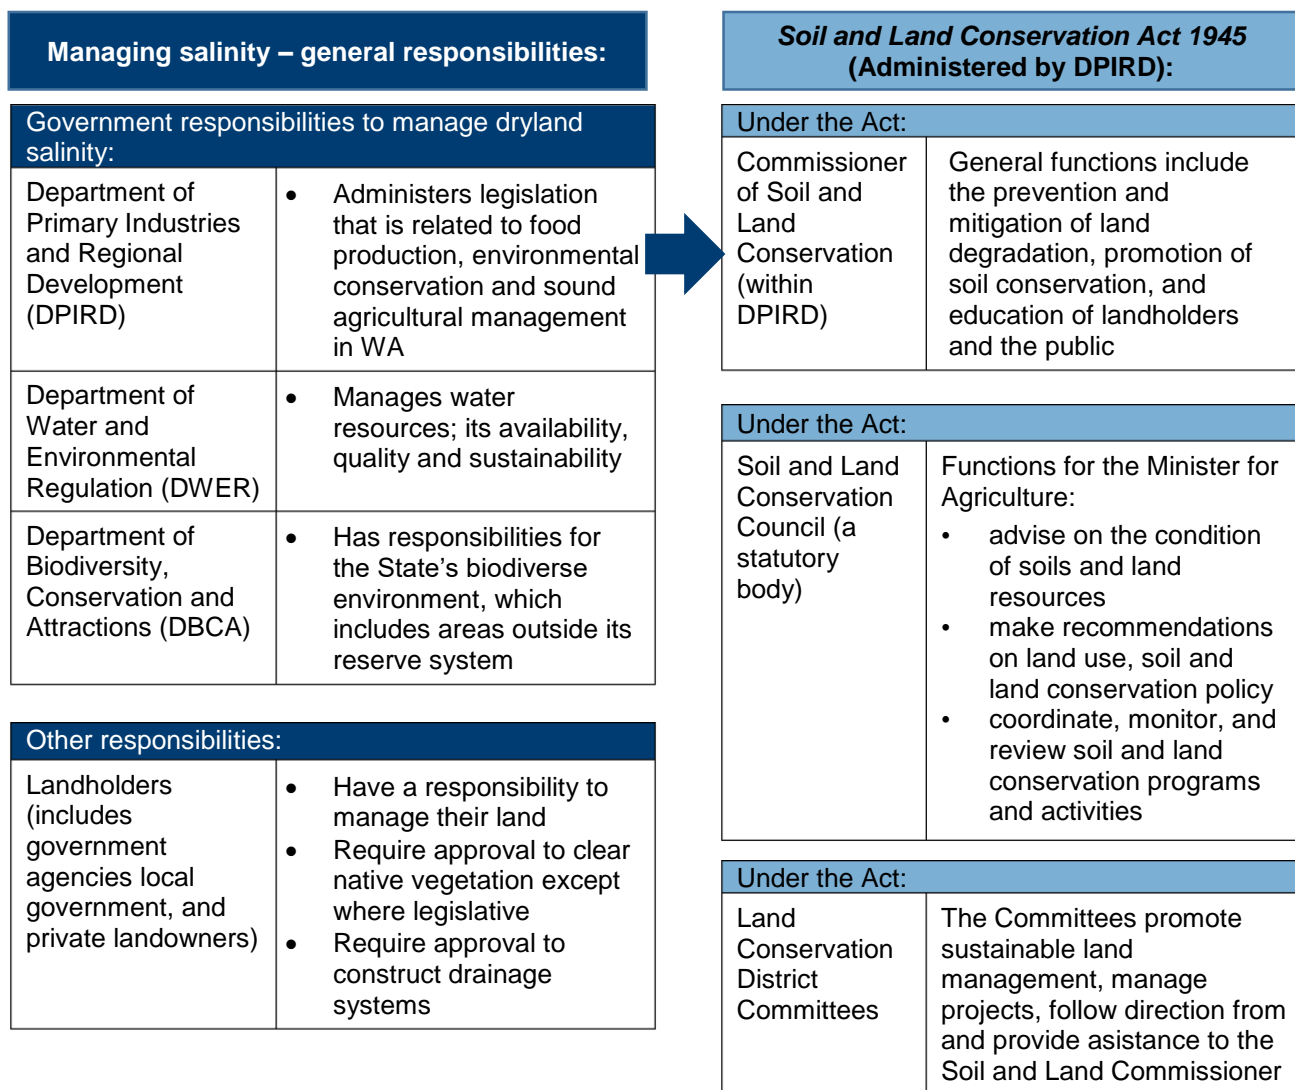 Managing salinity – general responsibilities:
Government responsibilities to manage dryland
salinity:
Department of
Primary Industries
and Regional
Development
(DPIRD)
• Administers legislation
that is related to food
production, environmental
conservation and sound
agricultural management
in WA
Department of
Water and
Environmental
Regulation (DWER)
• Manages water
resources; its availability,
quality and sustainability
Department of
Biodiversity,
Conservation and
Attractions (DBCA)
• Has responsibilities for
the State’s biodiverse
environment, which
includes areas outside its
reserve system
Other responsibilities:
Landholders
(includes
government
agencies local
government, and
private landowners)
• Have a responsibility to
manage their land
• Require approval to clear
native vegetation except
where legislative
• Require approval to
construct drainage
systems
Soil and Land Conservation Act 1945
(Administered by DPIRD):
Under the Act:
Commissioner
of Soil and
Land
Conservation
(within
DPIRD)
General functions include
the prevention and
mitigation of land
degradation, promotion of
soil conservation, and
education of landholders
and the public
Under the Act:
Soil and Land
Conservation
Council (a
statutory
body)
Functions for the Minister for
Agriculture:
• advise on the condition
of soils and land
resources
• make recommendations
on land use, soil and
land conservation policy
• coordinate, monitor, and
review soil and land
conservation programs
and activities
Under the Act:
Land
Conservation
District
Committees
The Committees promote
sustainable land
management, manage
projects, follow direction from
and provide asistance to the
Soil and Land Commissioner